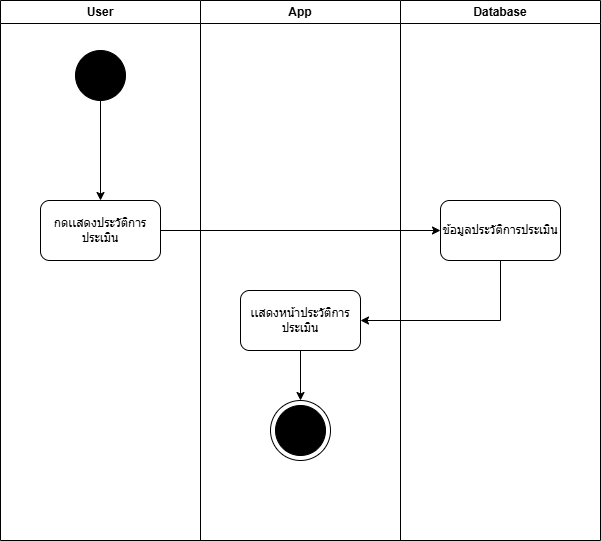 User
App
Database
กดแสดงประวัติการ
ประเมิน
ข้อมูลประวัติการประเมิน
แสดงหน้าประวัติการ
ประเมิน